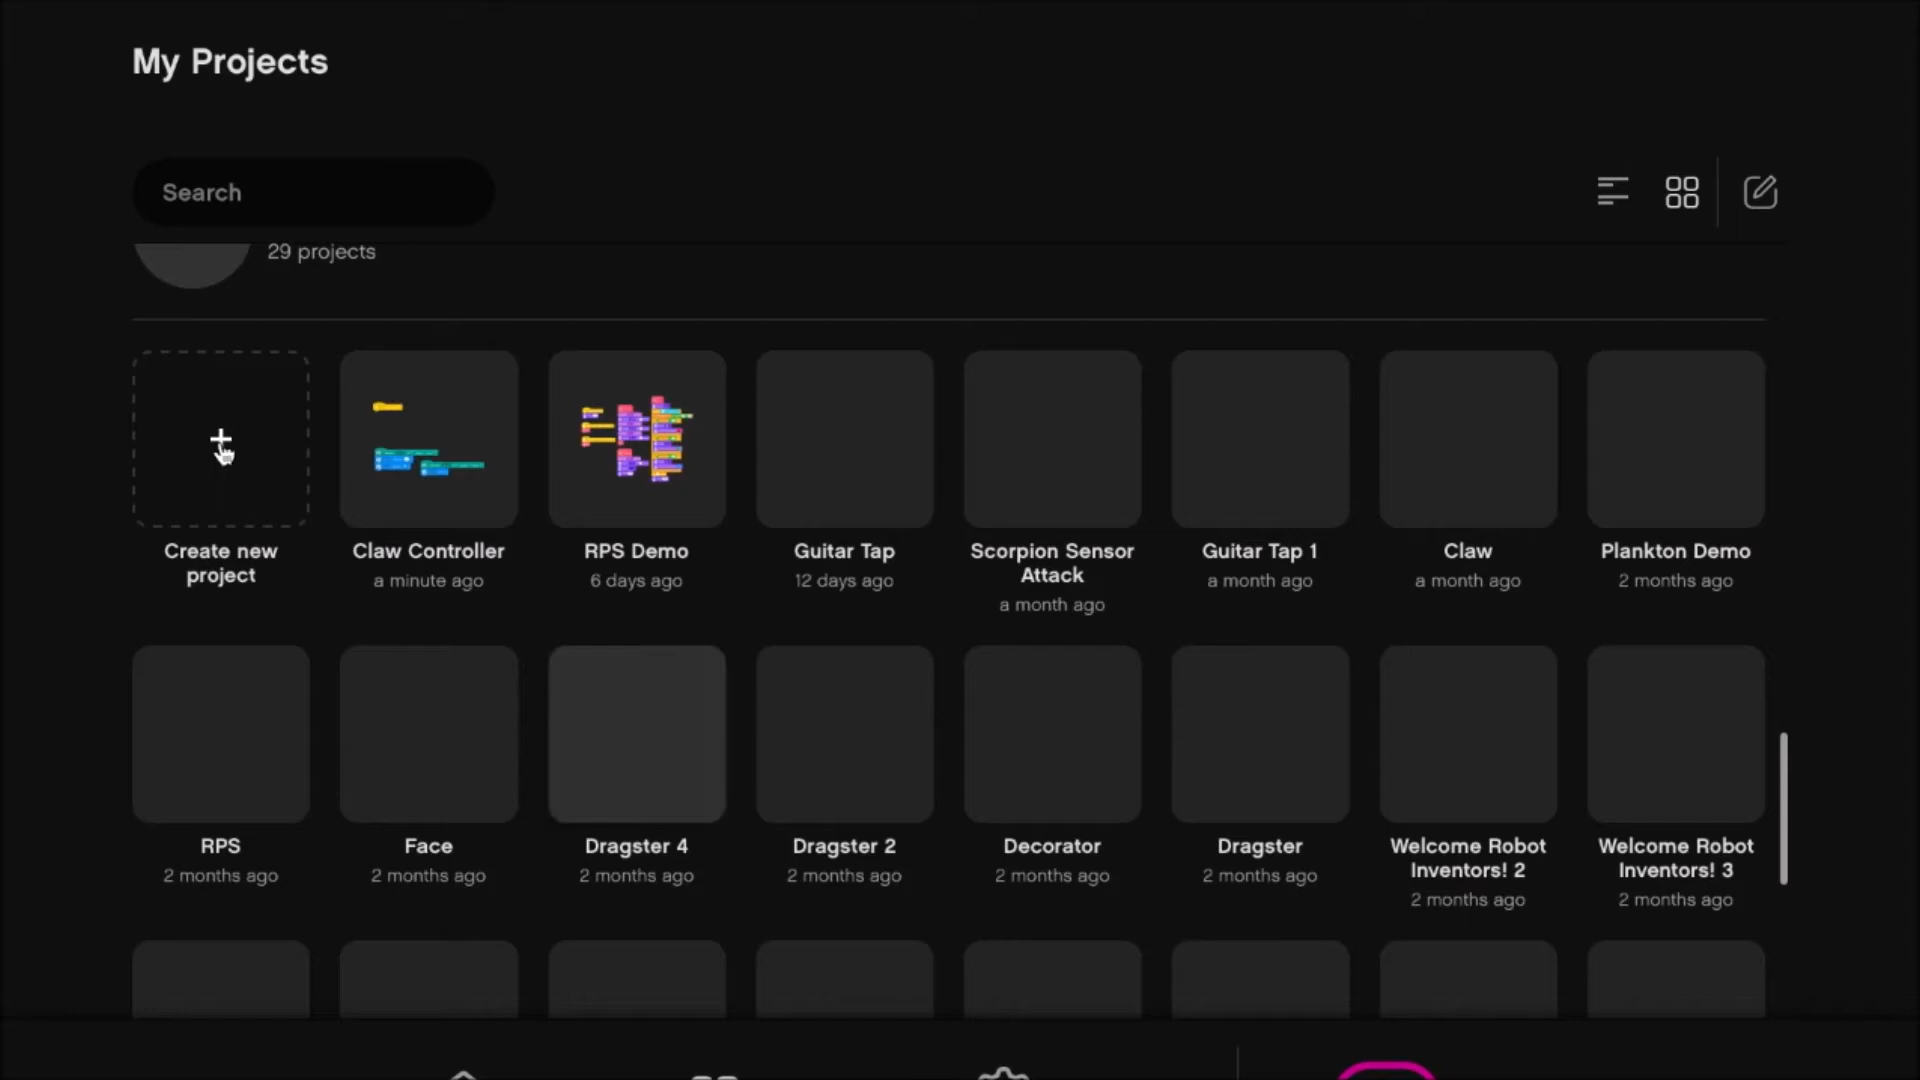 My Projects
Search
29 projects
Create new
project
Claw Controller
a minute ago
RPS Demo
6 days ago
Guitar Tap
12 days ago
Scorpion Sensor
Attack
a month ago
Guitar Tap 1
a month ago
Claw
a month ago
Plankton Demo
2 months ago
RPS
2 months ago
Face
2 months ago
Dragster 4
2 months ago
Dragster 2
2 months ago
Decorator
2 months ago
Dragster
2 months ago
Welcome Robot
Inventors! 2
2 months ago
Welcome Robot
Inventors! 3
2 months ago